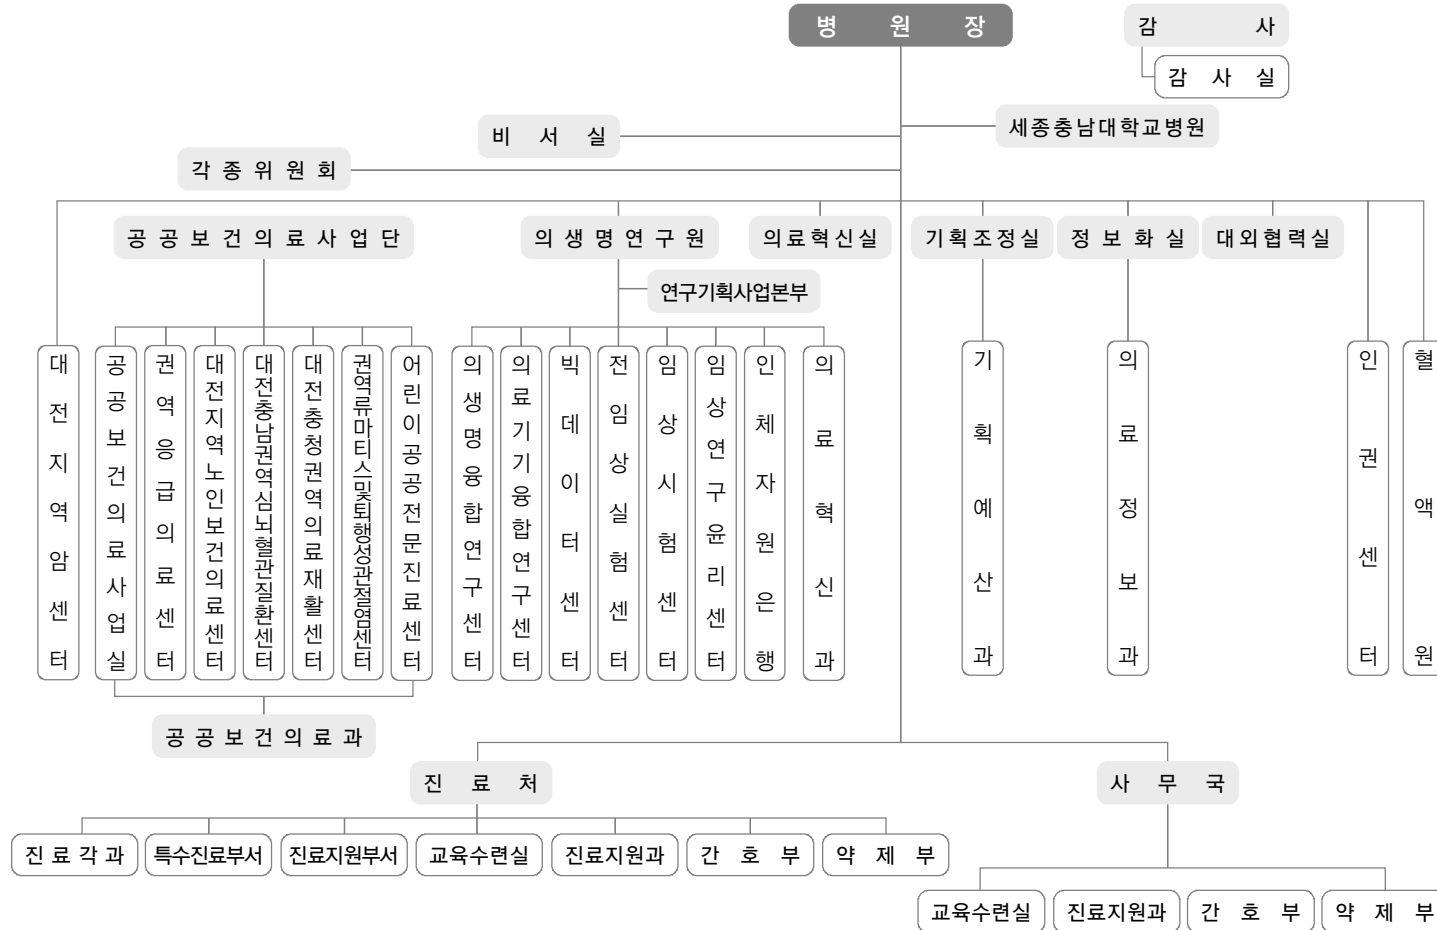 병 원 장
감 사
감 사 실
세종충남대학교병원
비 서 실
각 종 위 원 회
공 공 보 건 의 료 사 업 단
의 생 명 연 구 원
의 료 혁 신 실
기 획 조 정 실
정 보 화 실
대 외 협 력 실
연구기획사업본부
대전지역암센터
공공보건의료사업실
권역응급의료센터
대전지역노인보건의료센터
대전충남권역심뇌혈관질환센터
대전충청권역의료재활센터
권역류마티스및퇴행성관절염센터
어린이공공전문진료센터
의생명융합연구센터
의료기기융합연구센터
빅데이터센터
전임상실험센터
임상시험센터
임상연구윤리센터
인체자원은행
의료혁신과
기획예산과
의료정보과
인권센터
혈액원
공 공 보 건 의 료 과
진 료 처
사 무 국
진 료 각 과
특수진료부서
진료지원부서
교육수련실
진료지원과
간 호 부
약 제 부
교육수련실
진료지원과
간 호 부
약 제 부